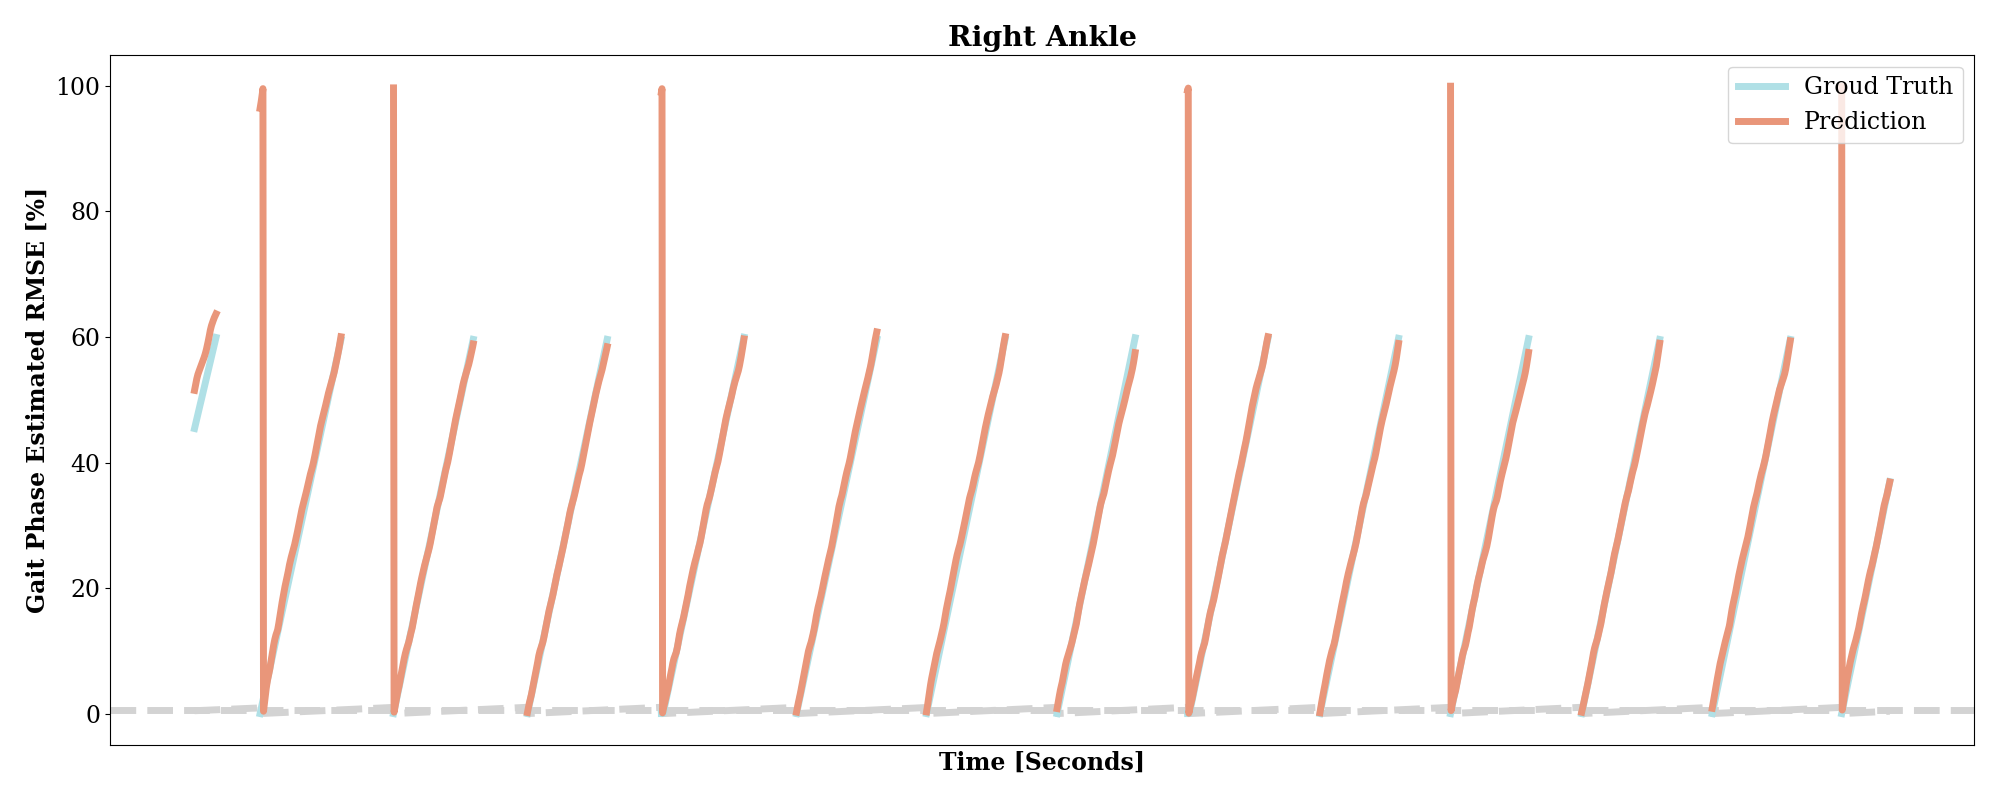 Right Ankle
Gait Phase Estimated RMSE [%]
100
80
60
40
20
0
Groud Truth
Prediction
Time [Seconds]